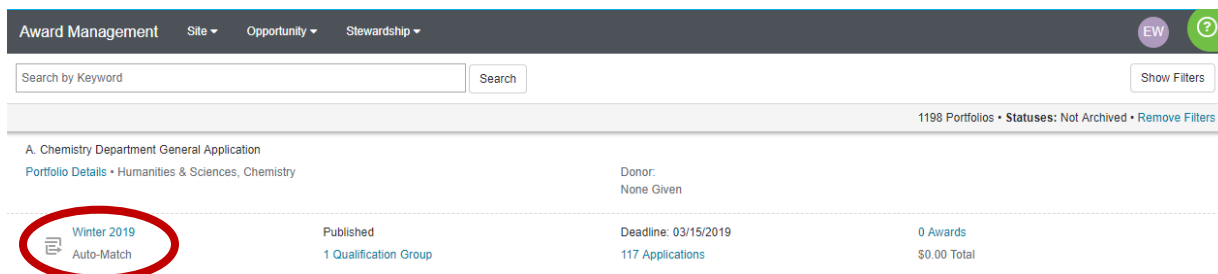 Award Management Site Opportunity Stewardship EW ?
Search by Keyword Search Show Filters
1198 Portfolios • Statuses: Not Archived • Remove Filters
A. Chemistry Department General Application
Portfolio Details • Humanities & Sciences, Chemistry Donor:
None Given
Winter 2019 Published Deadline: 03/15/2019 0 Awards
Auto-Match 1 Qualification Group 117 Applications $0.00 Total